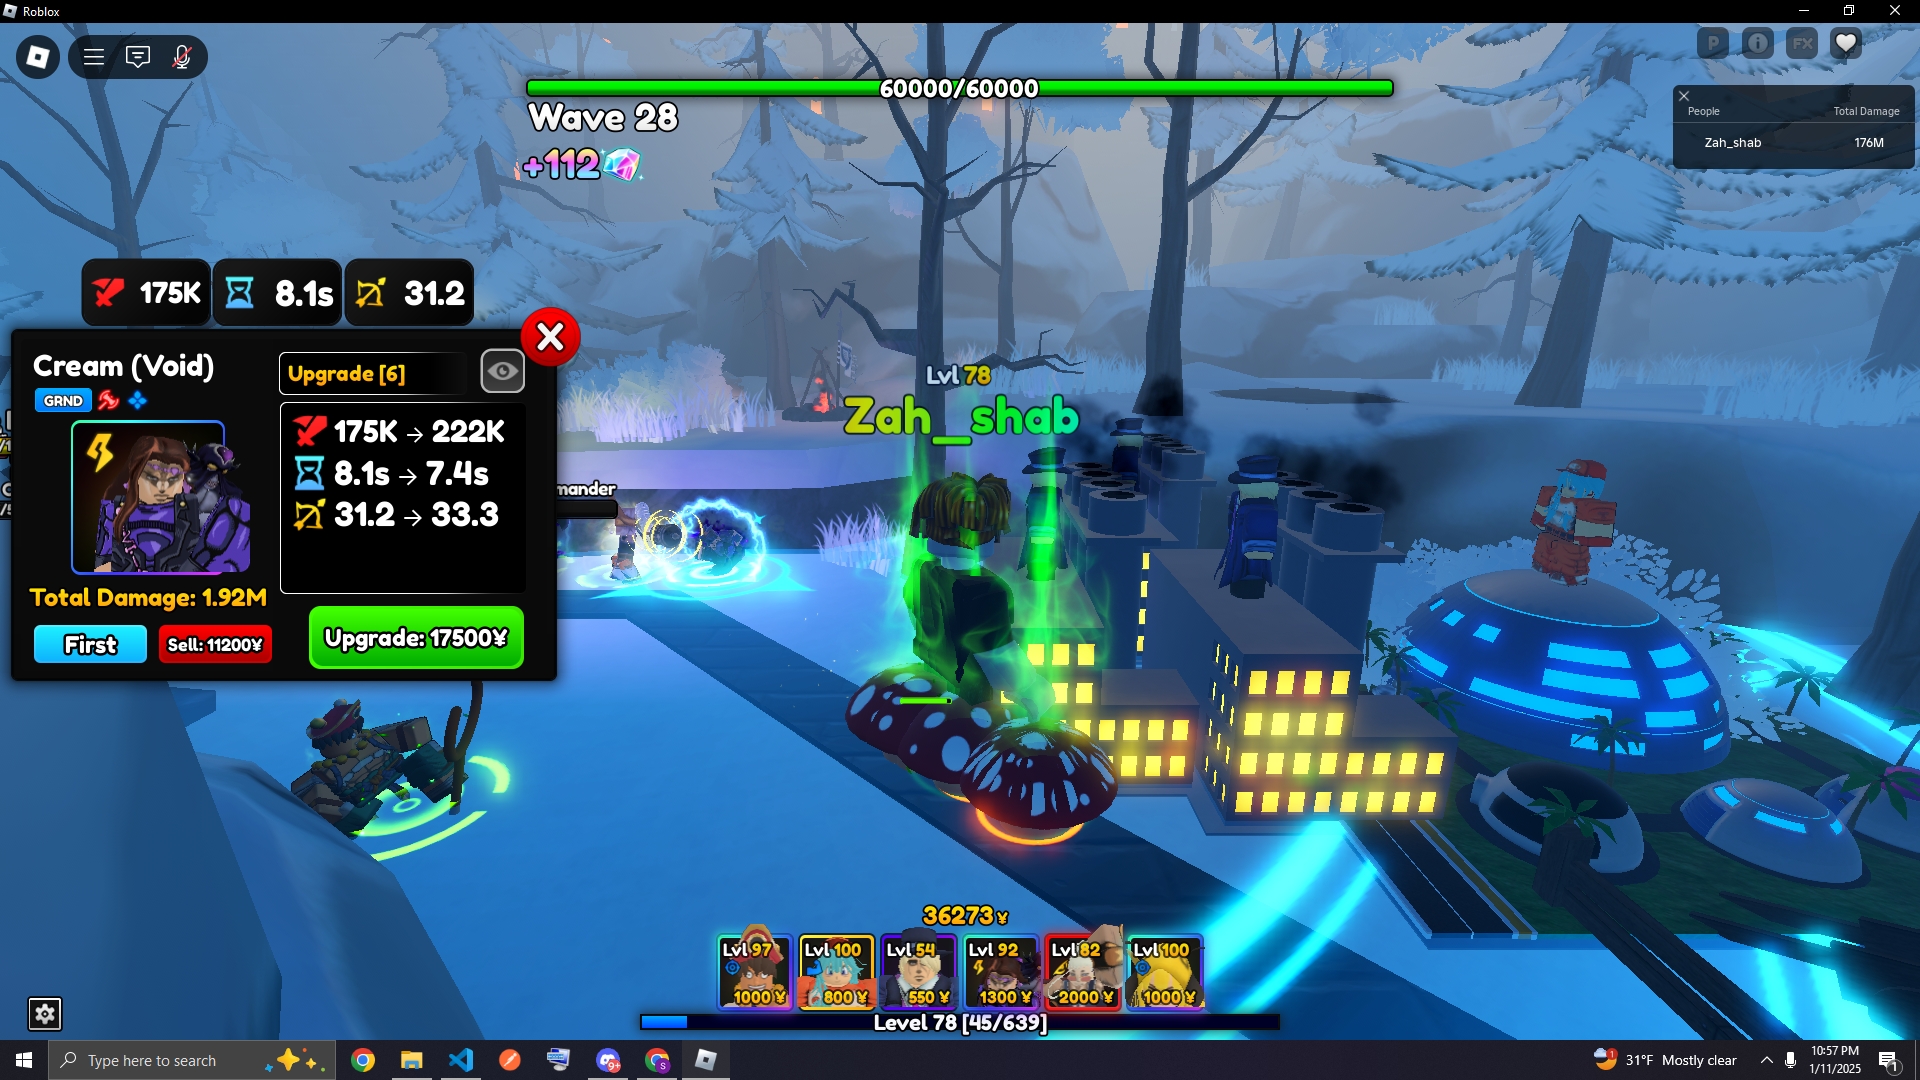 Roblox
P
FX
60000/60000
Wave 28
+112
People Total Damage
Zah_shab 176M
175K 8.1s 31.2
Cream (Void)
GRND
Upgrade [6]
175K → 222K
8.1s → 7.4s
31.2 → 33.3
Total Damage: 1.92M
First
Sell: 11200¥
Upgrade: 17500¥
mander
Lvl 78
Zah_shab
36273¥
Lvl 97 Lvl 100 Lvl 54 Lvl 92 Lvl 82 Lvl 100
1000 ¥ 800 ¥ 550 ¥ 1300 ¥ 2000 ¥ 1000 ¥
Level 78 [45/639]
Type here to search
9+
S
1
31°F Mostly clear
10:57 PM
1/11/2025
1